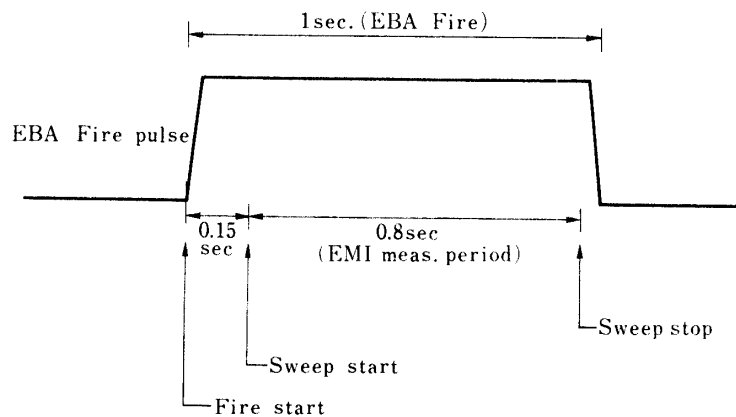 1sec. (EBA Fire)
EBA Fire pulse
0.15
sec
0.8sec
(EMI meas. period)
Sweep stop
Sweep start
Fire start